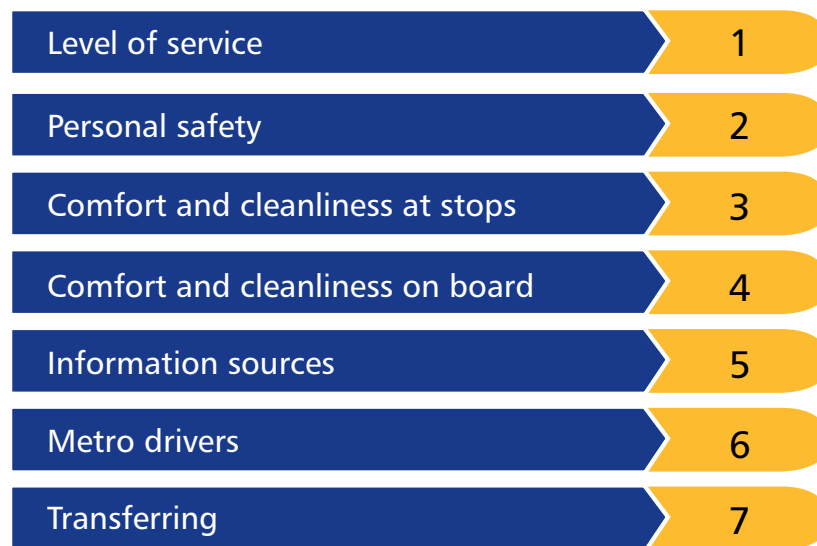 Level of service 1
Personal safety 2
Comfort and cleanliness at stops 3
Comfort and cleanliness on board 4
Information sources 5
Metro drivers 6
Transferring 7